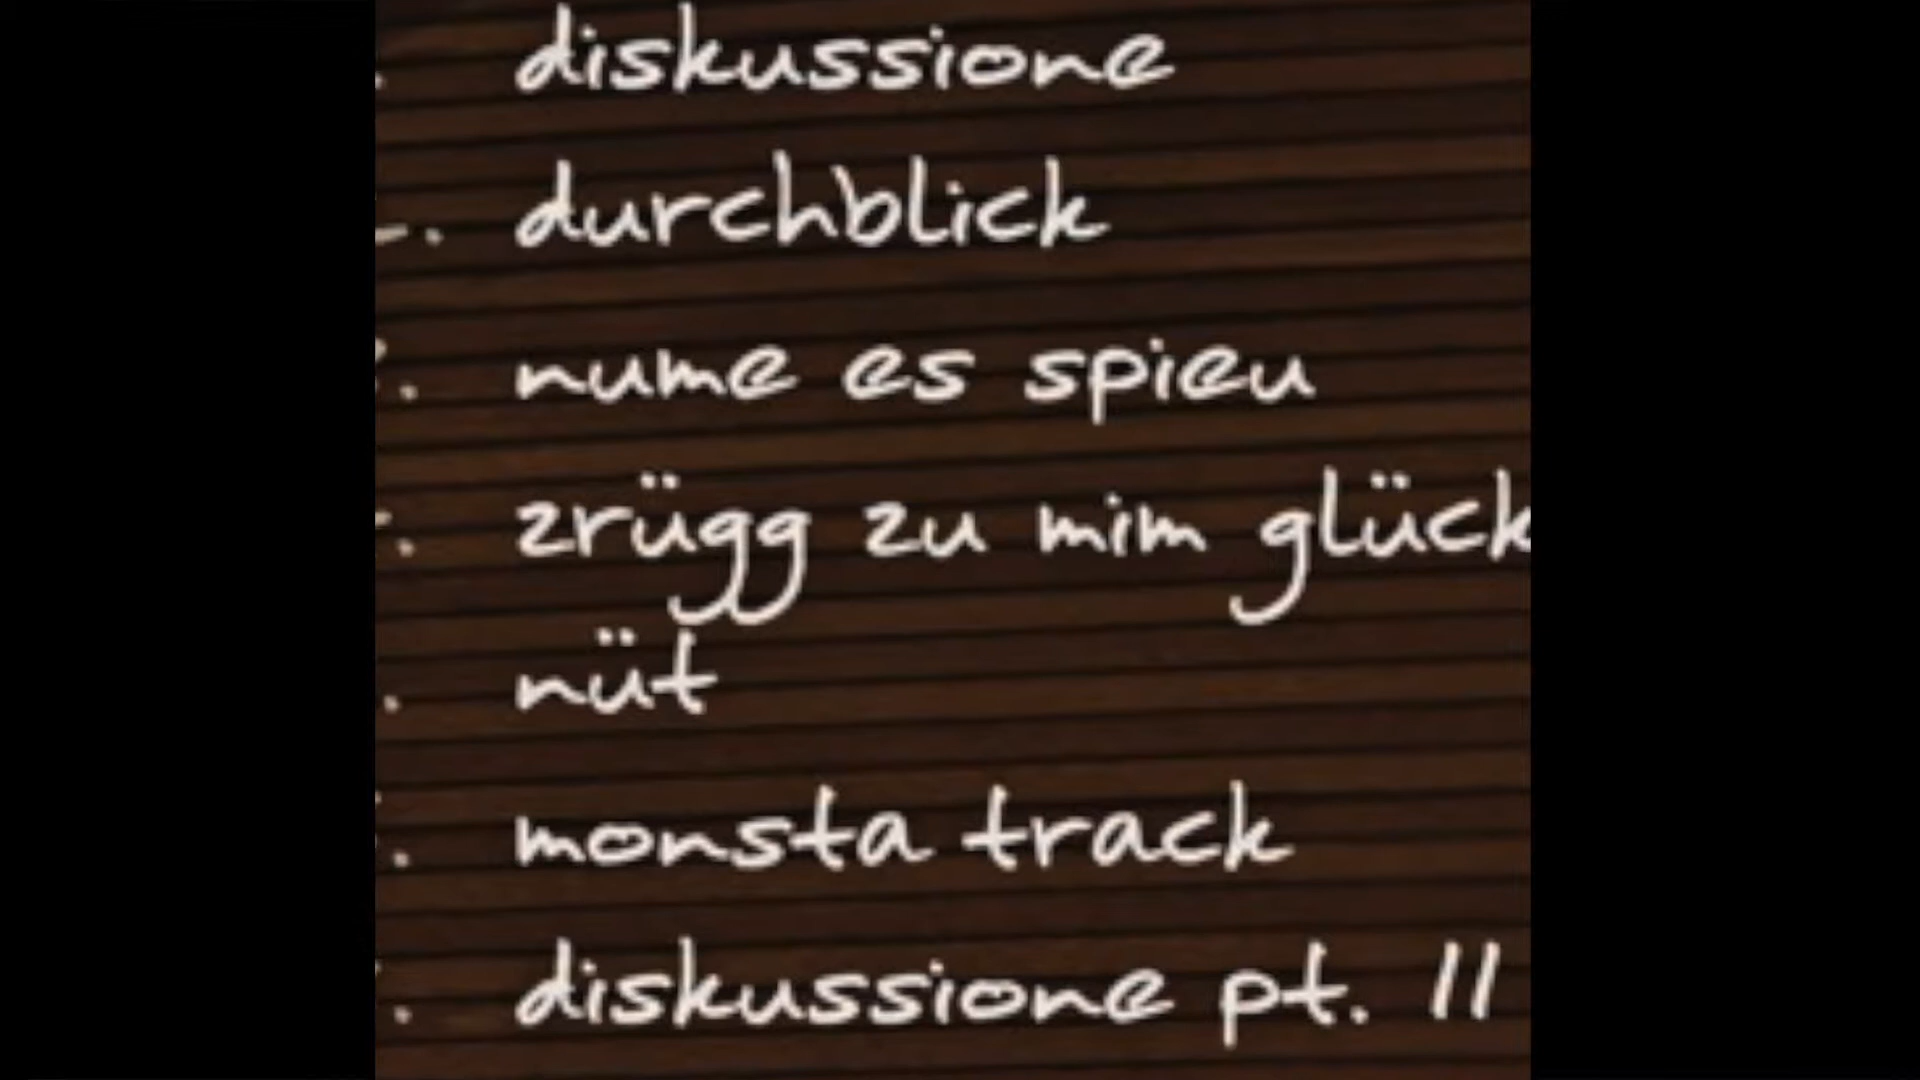 diskussione
durchblick
nume es spieu
zrügg zu mim glück
nüt
monsta track
diskussione pt. II